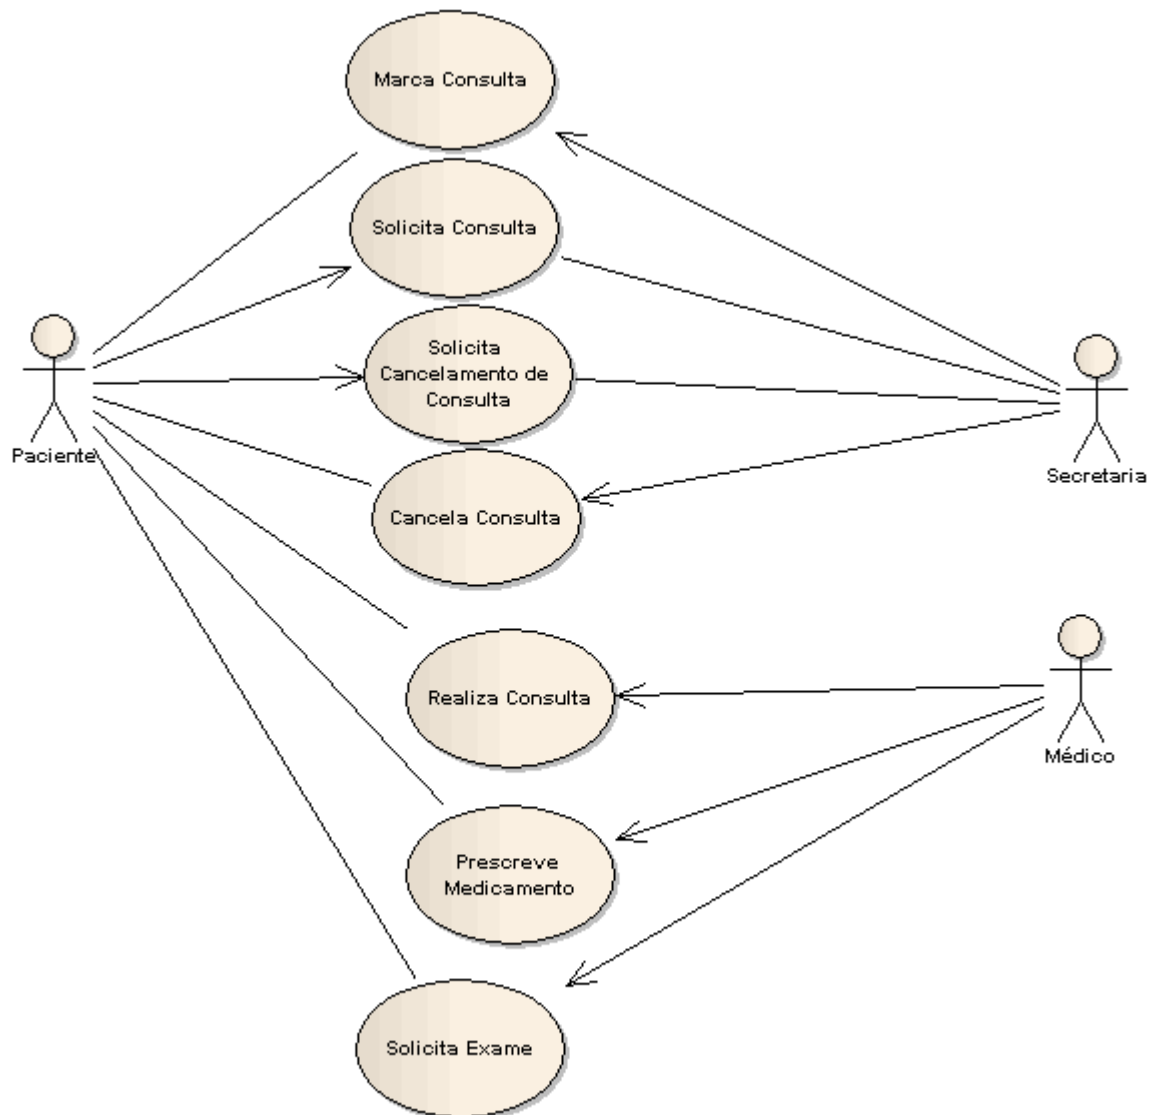 Marca Consulta
Solicita Consulta
Solicita
Cancelamento de
Consulta
Paciente
Secretaria
Cancela Consulta
Realiza Consulta
Médico
Prescreve
Medicamento
Solicita Exame